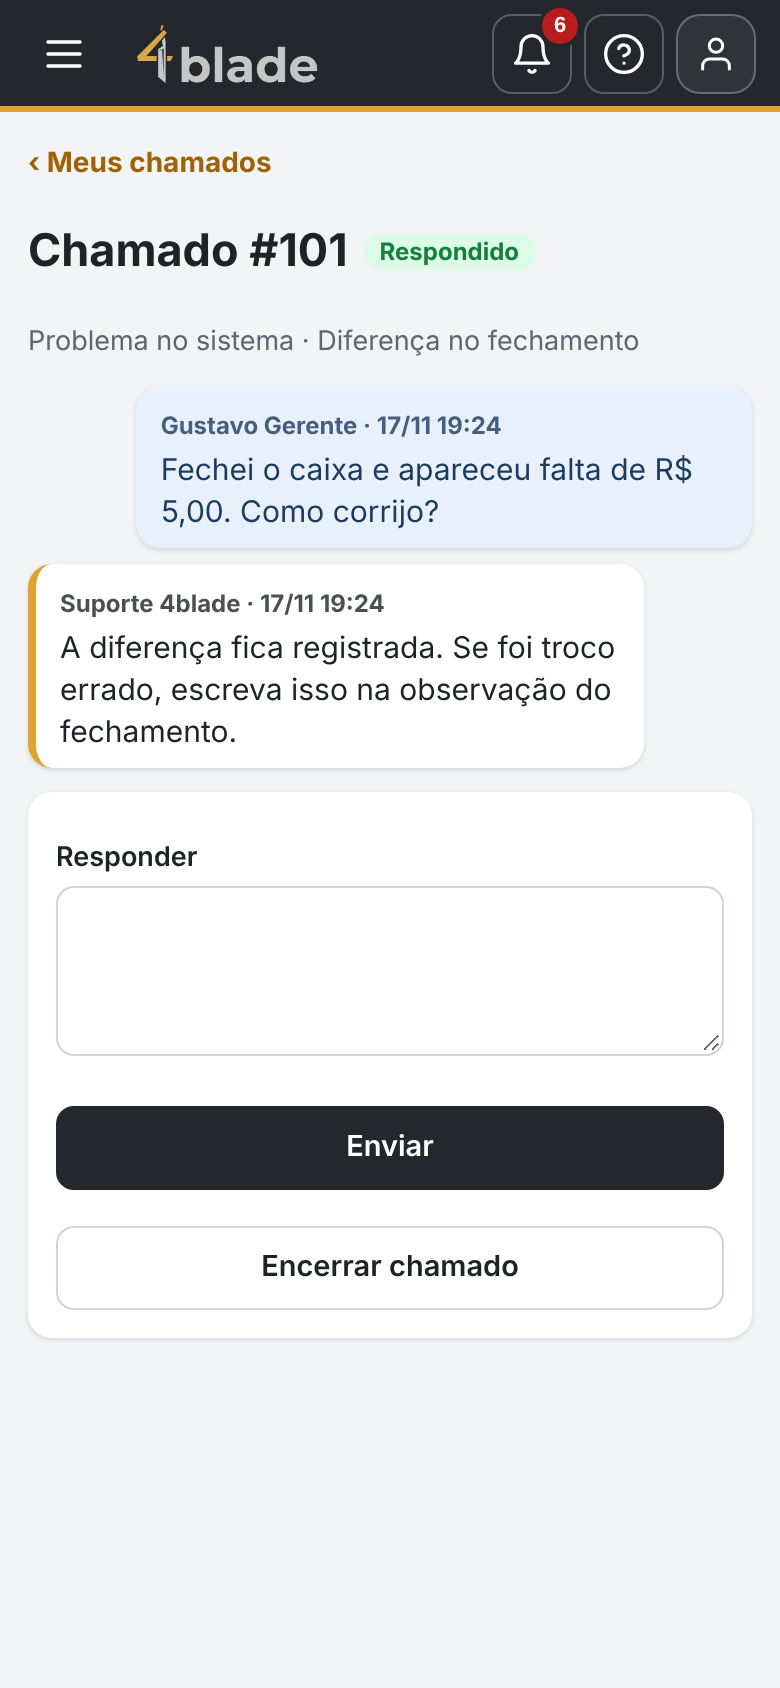 4blade
6
‹ Meus chamados
Chamado #101 Respondido
Problema no sistema · Diferença no fechamento
Gustavo Gerente · 17/11 19:24
Fechei o caixa e apareceu falta de R$
5,00. Como corrijo?
Suporte 4blade · 17/11 19:24
A diferença fica registrada. Se foi troco
errado, escreva isso na observação do
fechamento.
Responder
Enviar
Encerrar chamado